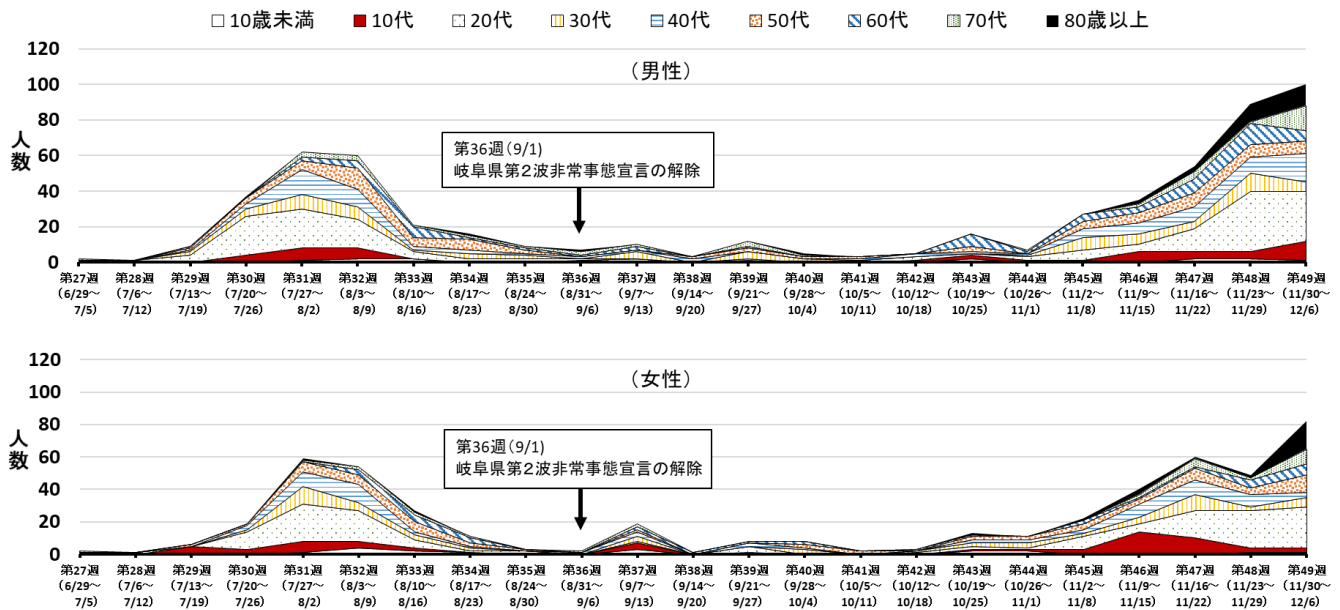 10歳未満 10代 20代 30代 40代 50代 60代 70代 80歳以上
(男性)
人数
120
100
80
60
40
20
0
第36週(9/1)
岐阜県第2波非常事態宣言の解除
第27週 第28週 第29週 第30週 第31週 第32週 第33週 第34週 第35週 第36週 第37週 第38週 第39週 第40週 第41週 第42週 第43週 第44週 第45週 第46週 第47週 第48週 第49週
(6/29～ (7/6～ (7/13～ (7/20～ (7/27～ (8/3～ (8/10～ (8/17～ (8/24～ (8/31～ (9/7～ (9/14～ (9/21～ (9/28～ (10/5～ (10/12～ (10/19～ (10/26～ (11/2～ (11/9～ (11/16～ (11/23～ (11/30～
7/5) 7/12) 7/19) 7/26) 8/2) 8/9) 8/16) 8/23) 8/30) 9/6) 9/13) 9/20) 9/27) 10/4) 10/11) 10/18) 10/25) 11/1) 11/8) 11/15) 11/22) 11/29) 12/6)
(女性)
人数
120
100
80
60
40
20
0
第36週(9/1)
岐阜県第2波非常事態宣言の解除
第27週 第28週 第29週 第30週 第31週 第32週 第33週 第34週 第35週 第36週 第37週 第38週 第39週 第40週 第41週 第42週 第43週 第44週 第45週 第46週 第47週 第48週 第49週
(6/29～ (7/6～ (7/13～ (7/20～ (7/27～ (8/3～ (8/10～ (8/17～ (8/24～ (8/31～ (9/7～ (9/14～ (9/21～ (9/28～ (10/5～ (10/12～ (10/19～ (10/26～ (11/2～ (11/9～ (11/16～ (11/23～ (11/30～
7/5) 7/12) 7/19) 7/26) 8/2) 8/9) 8/16) 8/23) 8/30) 9/6) 9/13) 9/20) 9/27) 10/4) 10/11) 10/18) 10/25) 11/1) 11/8) 11/15) 11/22) 11/29) 12/6)